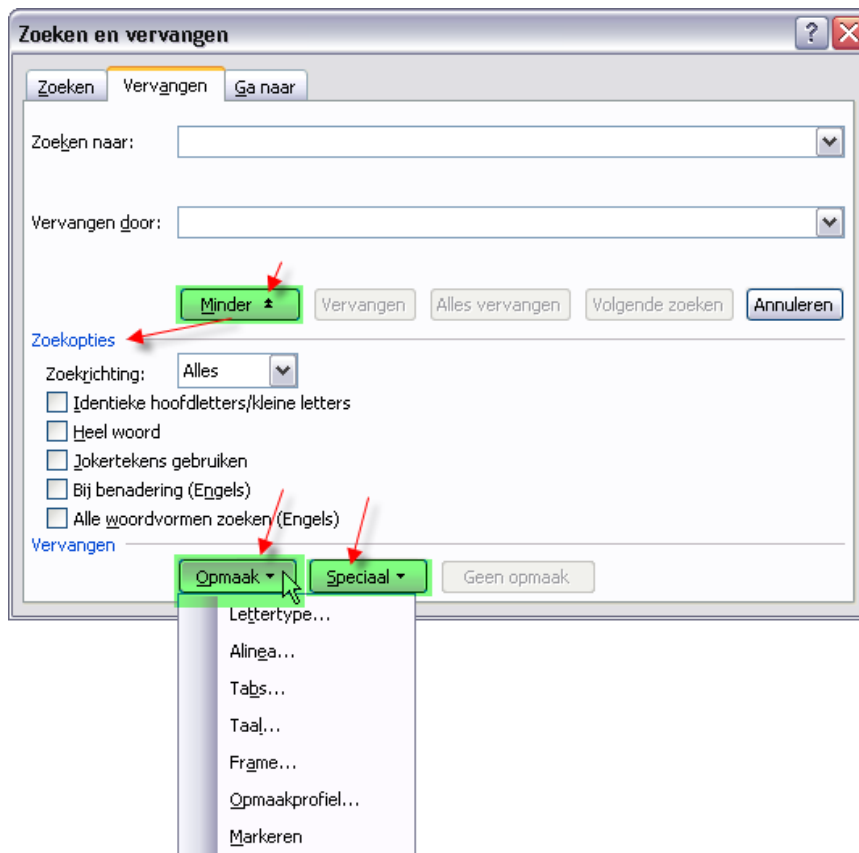 Zoeken en vervangen
Zoeken Vervangen Ga naar
Zoeken naar:
Vervangen door:
Minder Vervangen Alles vervangen Volgende zoeken Annuleren
Zoekopties
Zoekrichting: Alles
Identieke hoofdletters/kleine letters
Heel woord
Jokertekens gebruiken
Bij benadering (Engels)
Alle woordvormen zoeken (Engels)
Vervangen
Opmaak Speciaal Geen opmaak
Lettertype...
Alinea...
Tabs...
Taal...
Frame...
Opmaakprofiel...
Markeren